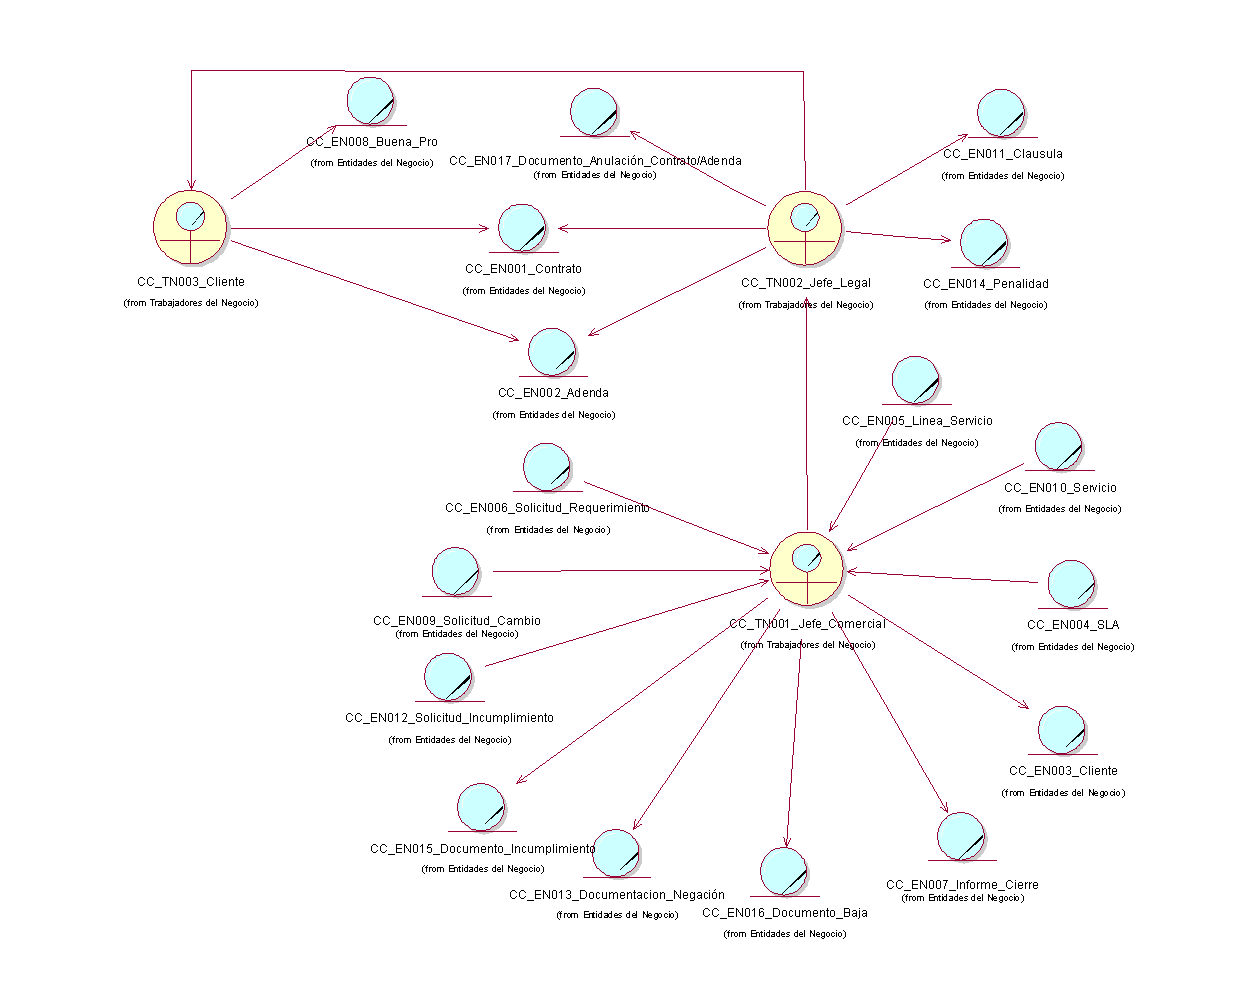 CC_EN008_Buena_Pro
(from Entidades del Negocio)
CC_EN017_Documento_Anulación_Contrato/Adenda
(from Entidades del Negocio)
CC_EN011_Clausula
(from Entidades del Negocio)
CC_TN003_Cliente
(from Trabajadores del Negocio)
CC_EN001_Contrato
(from Entidades del Negocio)
CC_TN002_Jefe_Legal
(from Trabajadores del Negocio)
CC_EN014_Penalidad
(from Entidades del Negocio)
CC_EN002_Adenda
(from Entidades del Negocio)
CC_EN005_Linea_Servicio
(from Entidades del Negocio)
CC_EN006_Solicitud_Requerimiento
(from Entidades del Negocio)
CC_EN010_Servicio
(from Entidades del Negocio)
CC_EN009_Solicitud_Cambio
(from Entidades del Negocio)
CC_TN001_Jefe_Comercial
(from Trabajadores del Negocio)
CC_EN004_SLA
(from Entidades del Negocio)
CC_EN012_Solicitud_Incumplimiento
(from Entidades del Negocio)
CC_EN003_Cliente
(from Entidades del Negocio)
CC_EN015_Documento_Incumplimiento
(from Entidades del Negocio)
CC_EN013_Documentacion_Negación
(from Entidades del Negocio)
CC_EN016_Documento_Baja
(from Entidades del Negocio)
CC_EN007_Informe_Cierre
(from Entidades del Negocio)